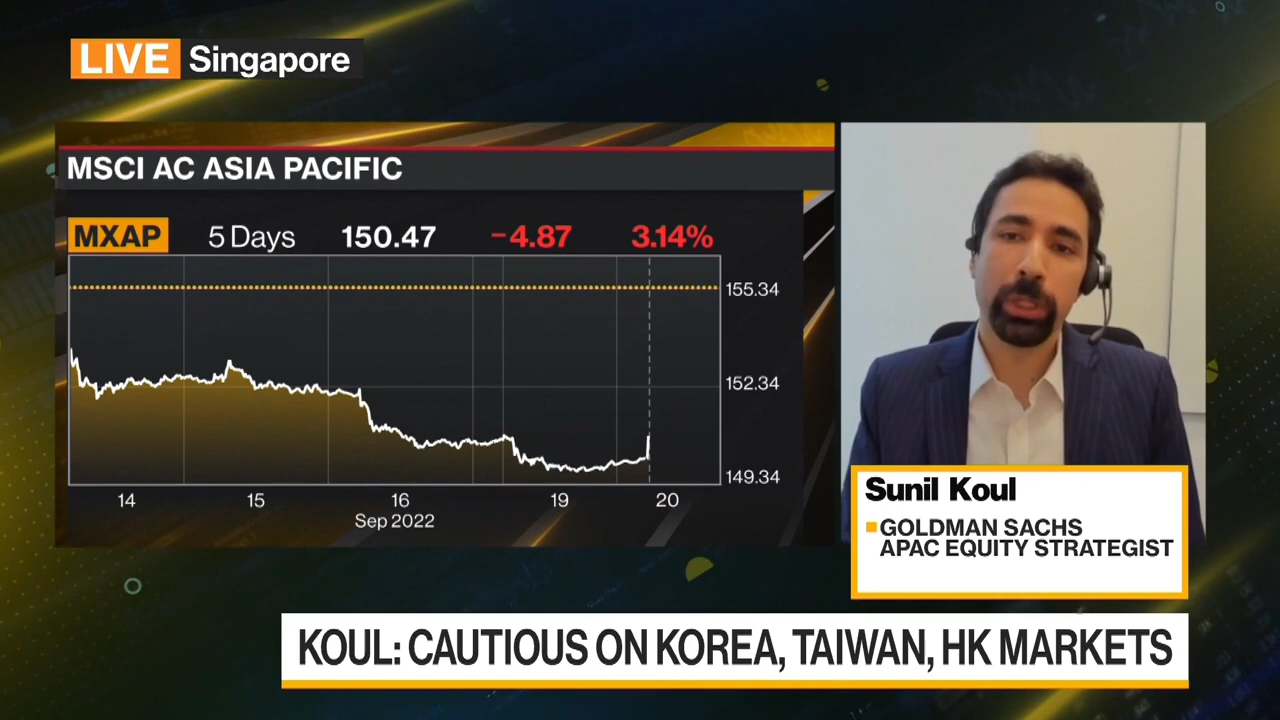 LIVE Singapore
MSCI AC ASIA PACIFIC
MXAP 5 Days 150.47 -4.87 3.14%
155.34
152.34
149.34
14 15 16 19 20
Sep 2022
Sunil Koul
GOLDMAN SACHS
APAC EQUITY STRATEGIST
KOUL: CAUTIOUS ON KOREA, TAIWAN, HK MARKETS